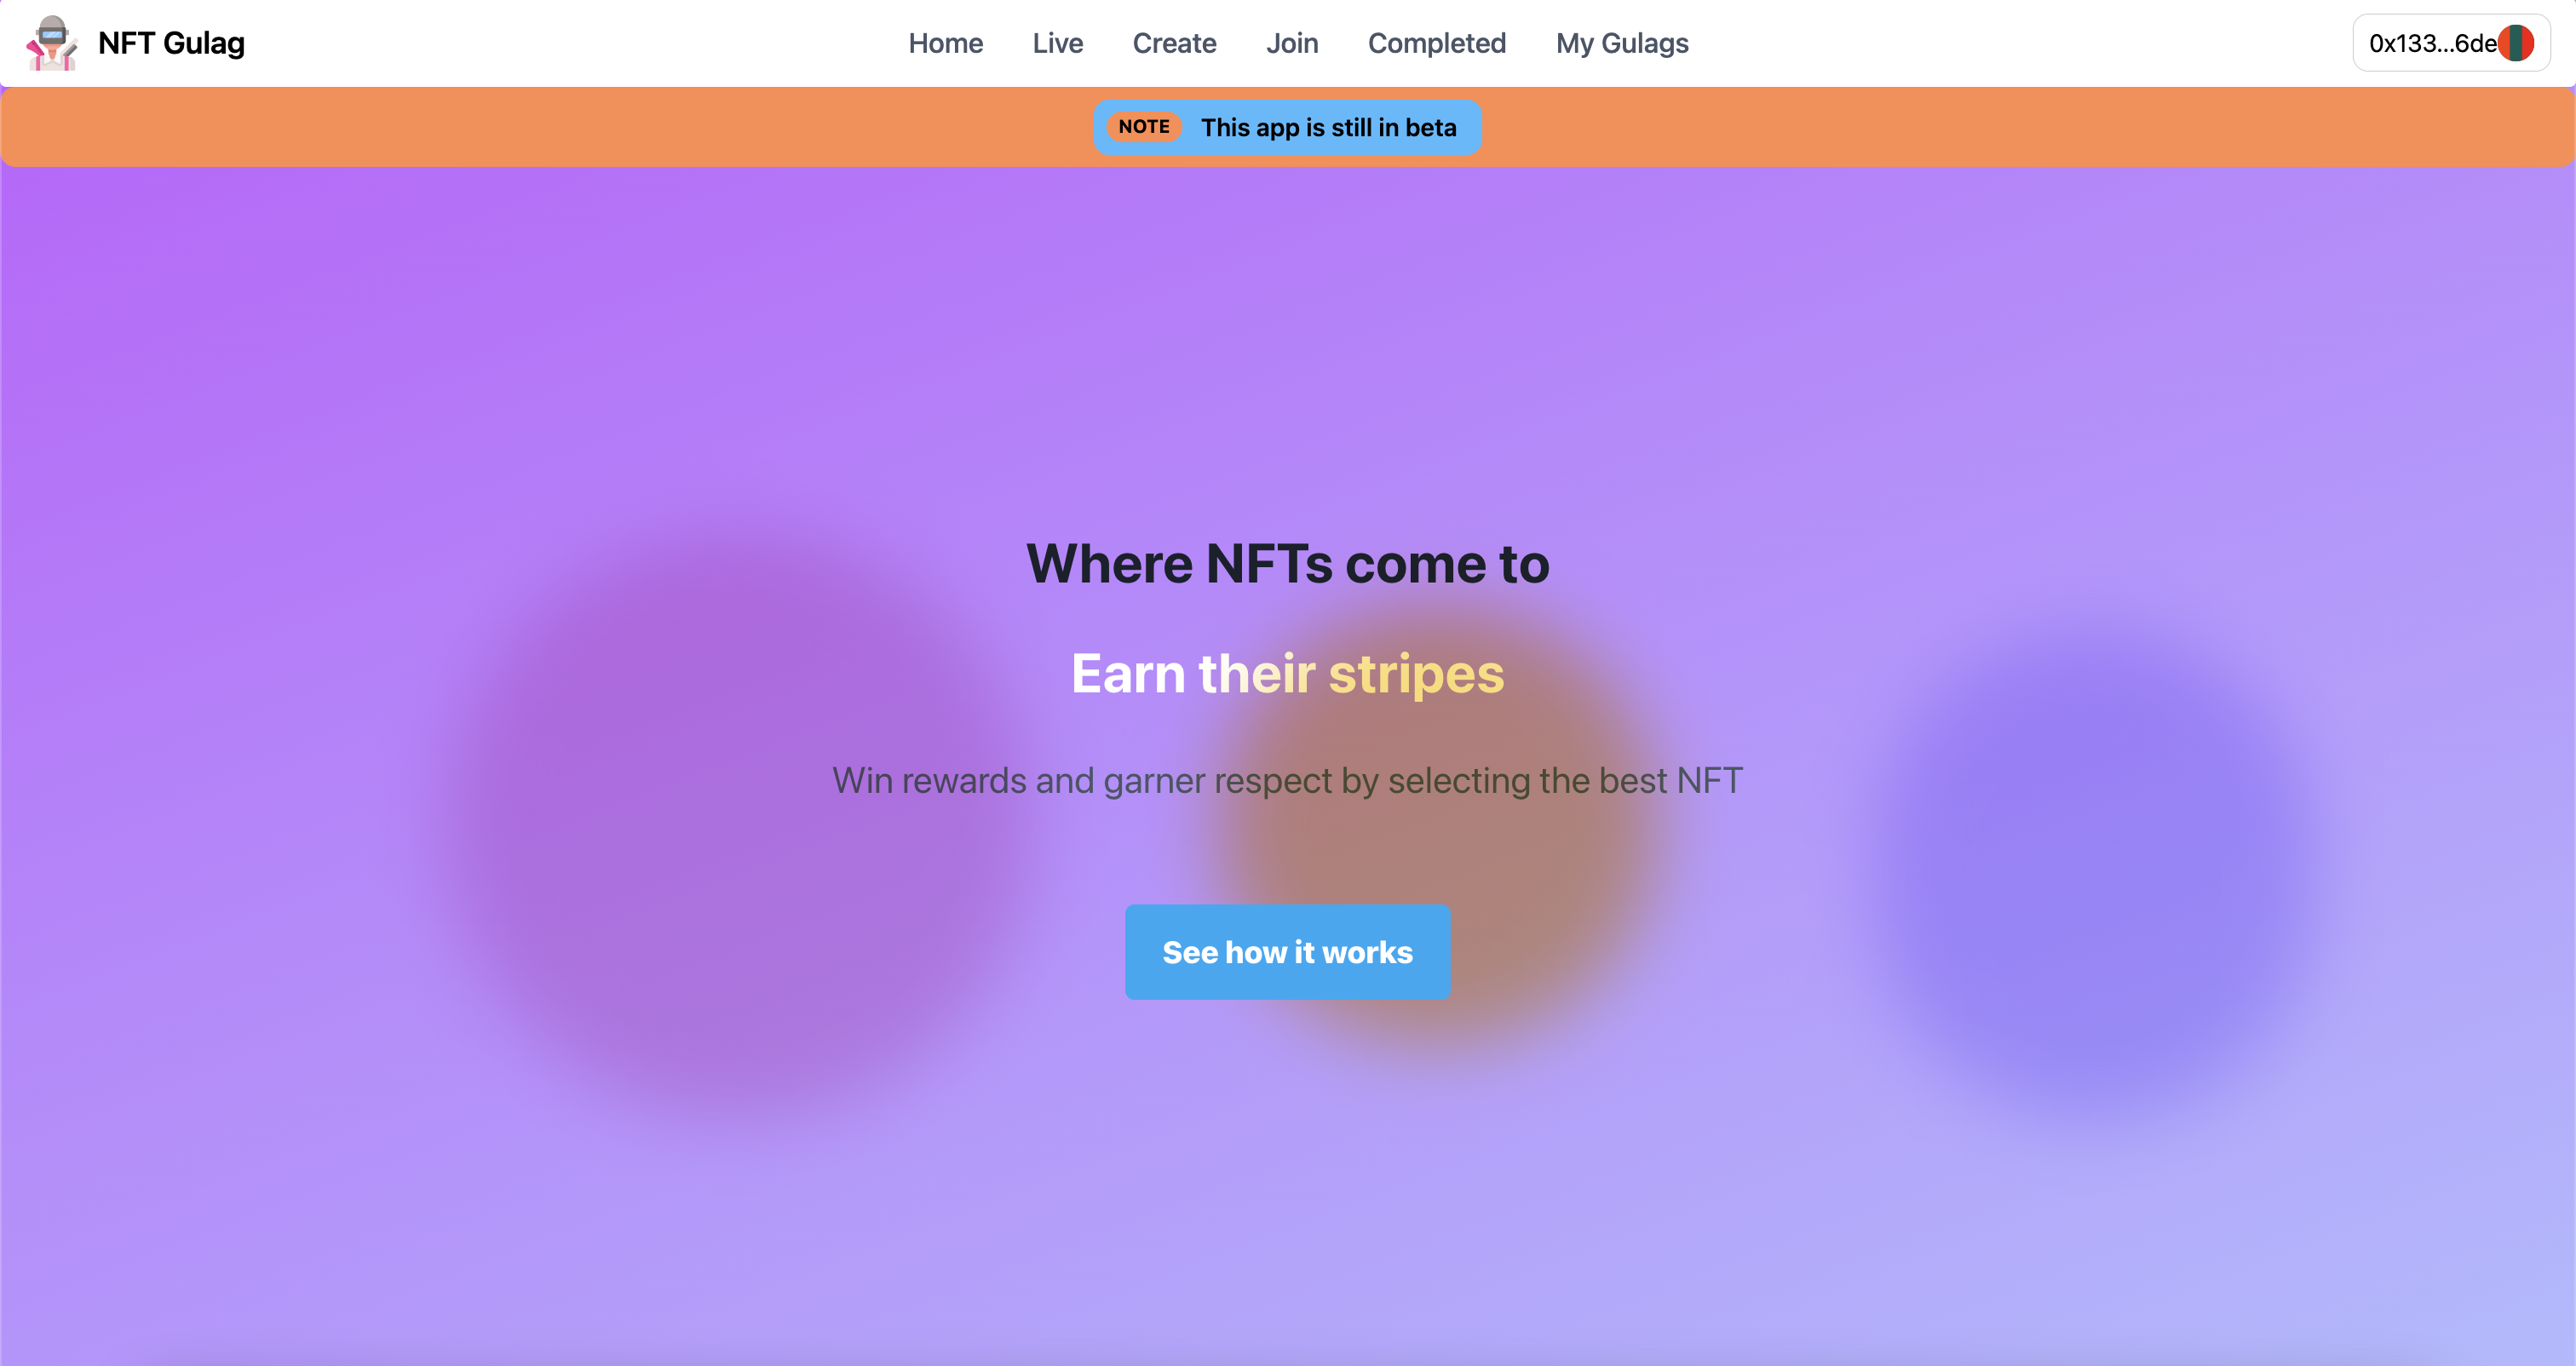 NFT Gulag
Home Live Create Join Completed My Gulags
0x133...6de
NOTE This app is still in beta
Where NFTs come to
Earn their stripes
Win rewards and garner respect by selecting the best NFT
See how it works